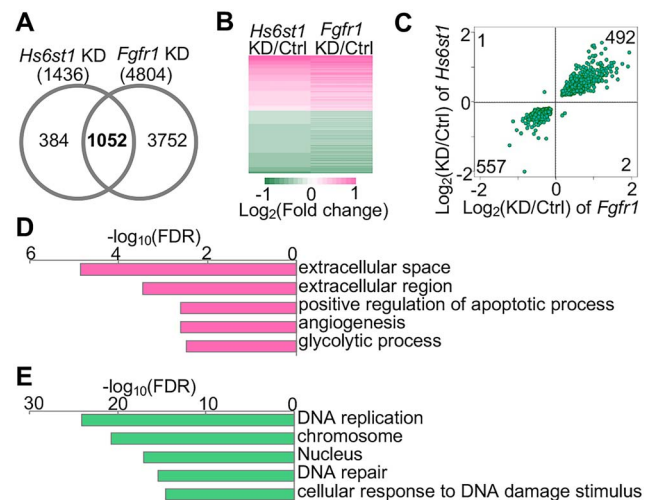 A
Hs6st1 KD Fgfr1 KD
(1436) (4804)
384 1052 3752
B
Hs6st1 Fgfr1
KD/Ctrl KD/Ctrl
-1 0 1
Log2(Fold change)
C
Log2(KD/Ctrl) of Hs6st1
2
0
-2
1 492
557 2
-2 0 2
Log2(KD/Ctrl) of Fgfr1
D
-log10(FDR)
6 4 2 0
extracellular space
extracellular region
positive regulation of apoptotic process
angiogenesis
glycolytic process
E
-log10(FDR)
30 20 10 0
DNA replication
chromosome
Nucleus
DNA repair
cellular response to DNA damage stimulus